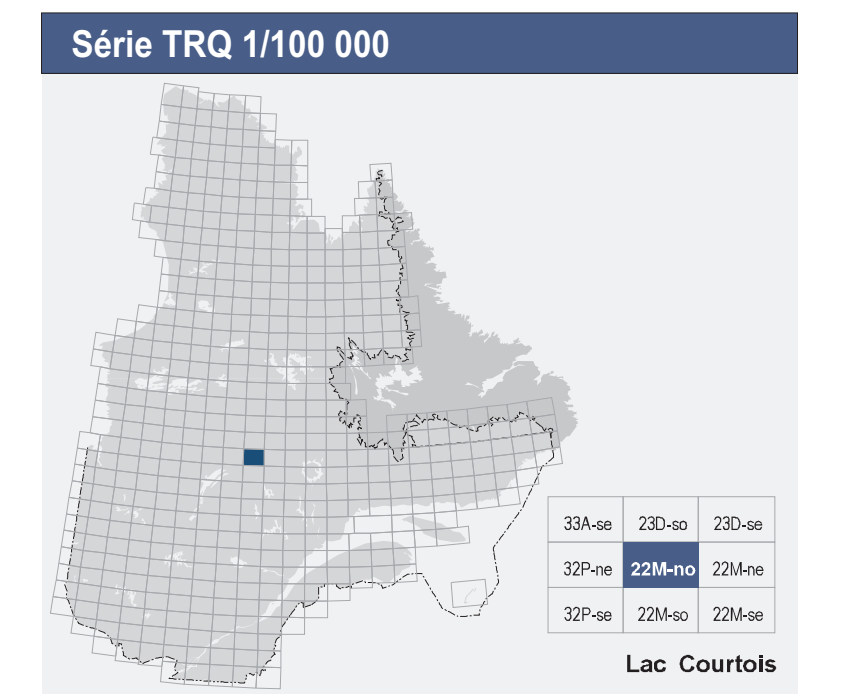 Série TRQ 1/100 000
33A-se 23D-so 23D-se
32P-ne 22M-no 22M-ne
32P-se 22M-so 22M-se
Lac Courtois